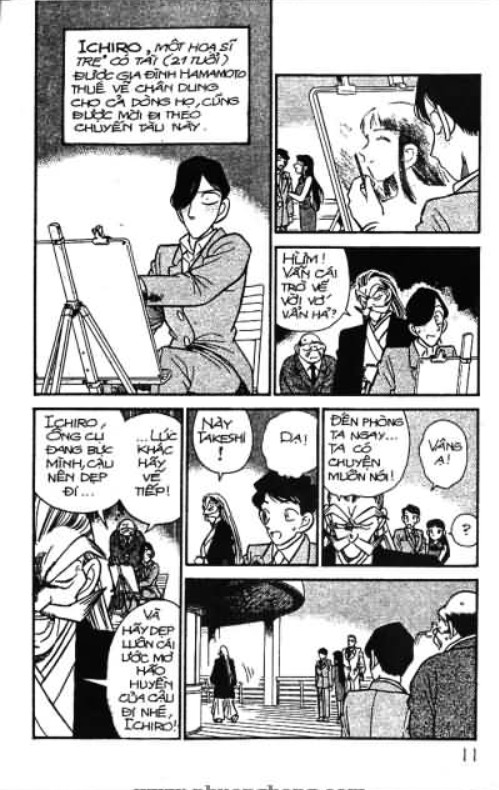 ICHIRO, MỘT HOẠ SĨ
TRẺ CÓ TÀI (21 TUỔI)
ĐƯỢC GIA ĐÌNH HAMAMOTO
THUÊ VẼ CHÂN DUNG
CHO CẢ DÒNG HỌ, CŨNG
ĐƯỢC MỜI ĐI THEO
CHUYẾN TÀU NÀY.
HỪM!
VẪN CÁI
TRÒ VẼ
VỜI VỚ
VẨN HẢ?
ICHIRO,
ÔNG CỤ
ĐANG BỰC
MÌNH, CẬU
NÊN DẸP
ĐI...
...LÚC
KHÁC
HÃY
VẼ
TIẾP!
VÀ
HÃY DẸP
LUÔN CÁI
ƯỚC MƠ
HÃO
HUYỀN
CỦA CẬU
ĐI NHÉ,
ICHIRO!
NÀY
TAKESHI
!
DẠ!
ĐẾN PHÒNG
TA NGAY...
TA CÓ
CHUYỆN
MUỐN NÓI!
VÂNG
Ạ!
?
11